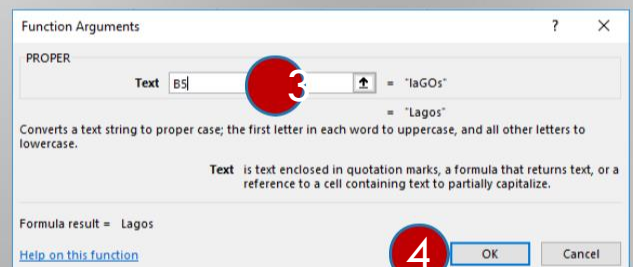 Function Arguments ? ×
PROPER
Text B5 3 = "laGOs"
= "Lagos"
Converts a text string to proper case; the first letter in each word to uppercase, and all other letters to
lowercase.
Text is text enclosed in quotation marks, a formula that returns text, or a
reference to a cell containing text to partially capitalize.
Formula result = Lagos
Help on this function 4 OK Cancel